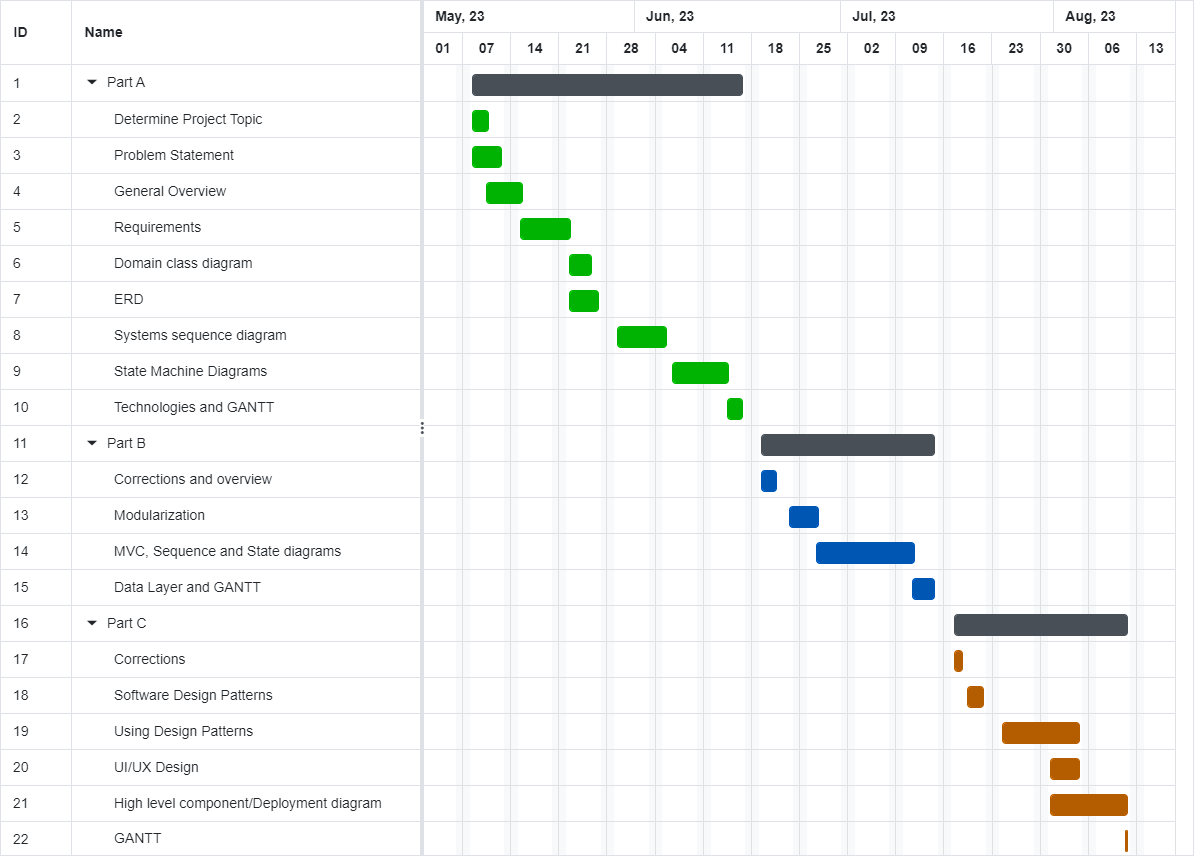 ID Name May, 23 Jun, 23 Jul, 23 Aug, 23
01 07 14 21 28 04 11 18 25 02 09 16 23 30 06 13
1 Part A
2 Determine Project Topic
3 Problem Statement
4 General Overview
5 Requirements
6 Domain class diagram
7 ERD
8 Systems sequence diagram
9 State Machine Diagrams
10 Technologies and GANTT
11 Part B
12 Corrections and overview
13 Modularization
14 MVC, Sequence and State diagrams
15 Data Layer and GANTT
16 Part C
17 Corrections
18 Software Design Patterns
19 Using Design Patterns
20 UI/UX Design
21 High level component/Deployment diagram
22 GANTT